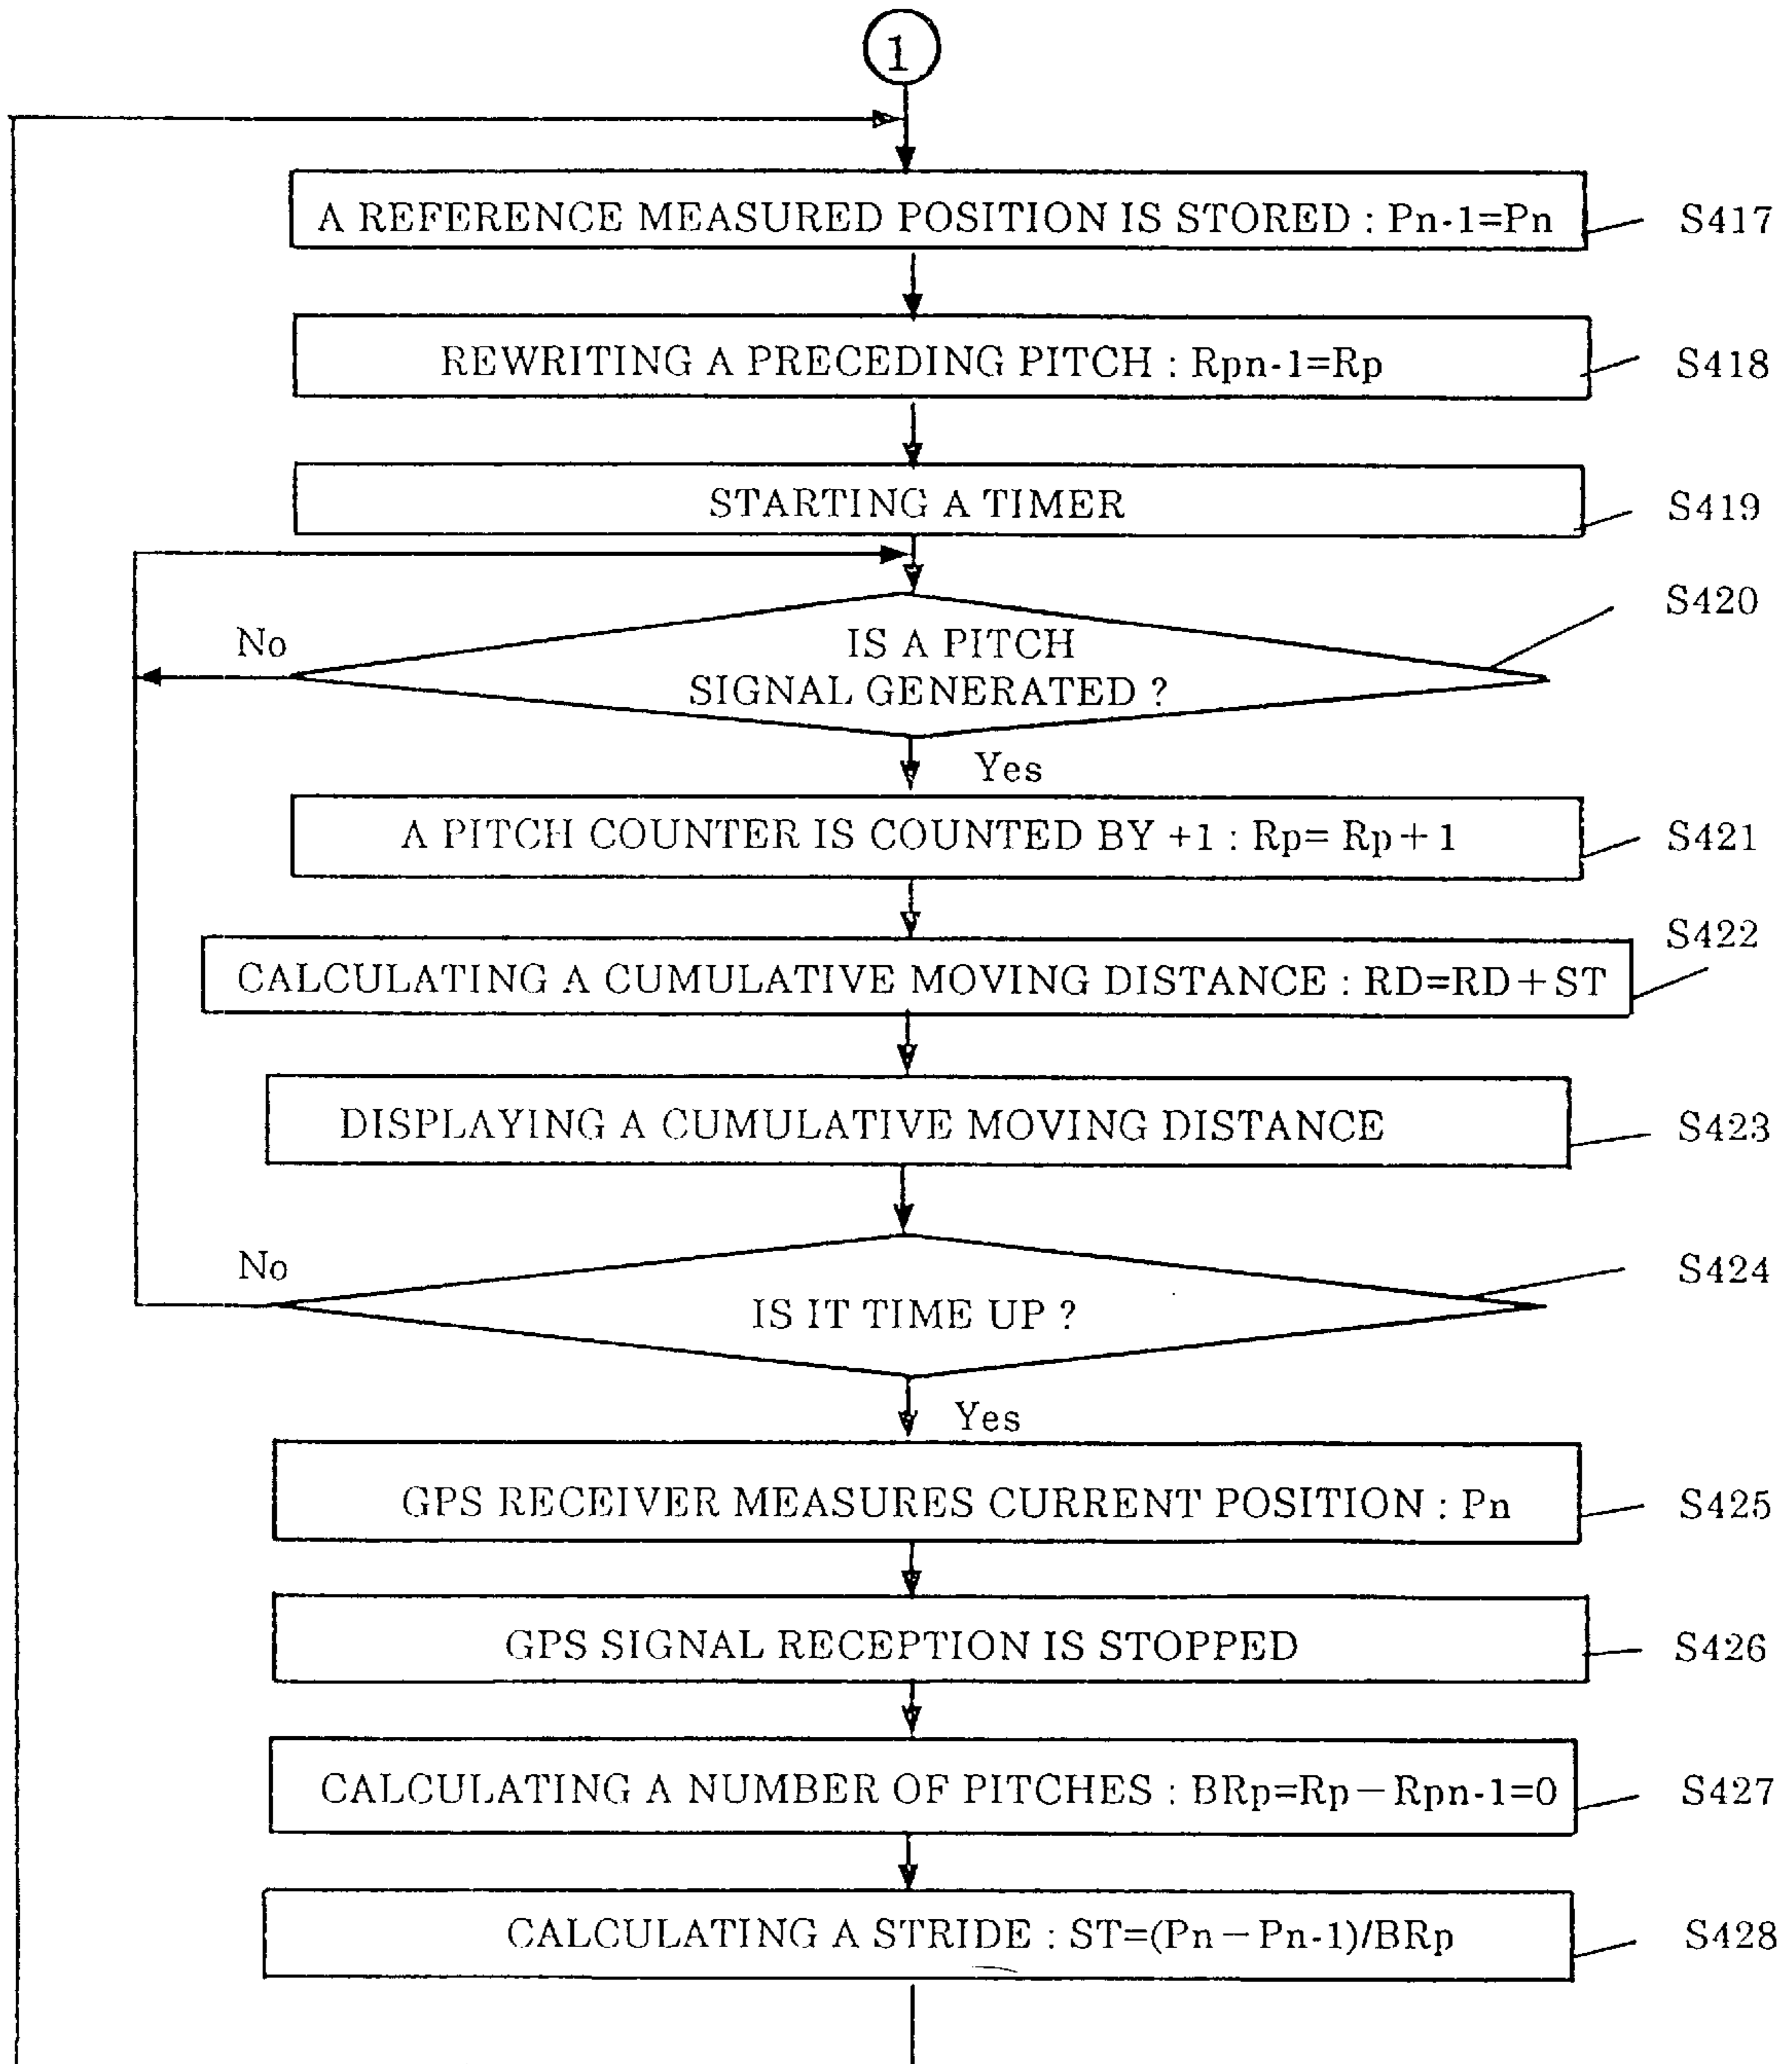 1
A REFERENCE MEASURED POSITION IS STORED : Pn-1=Pn
S417
REWRITING A PRECEDING PITCH : Rpn-1=Rp
S418
STARTING A TIMER
S419
S420
No
IS A PITCH
SIGNAL GENERATED ?
Yes
A PITCH COUNTER IS COUNTED BY +1 : Rp= Rp+1
S421
S422
CALCULATING A CUMULATIVE MOVING DISTANCE : RD=RD+ST
DISPLAYING A CUMULATIVE MOVING DISTANCE
S423
No
S424
IS IT TIME UP ?
Yes
GPS RECEIVER MEASURES CURRENT POSITION : Pn
S425
GPS SIGNAL RECEPTION IS STOPPED
S426
CALCULATING A NUMBER OF PITCHES : BRp=Rp−Rpn-1=0
S427
CALCULATING A STRIDE : ST=(Pn−Pn-1)/BRp
S428